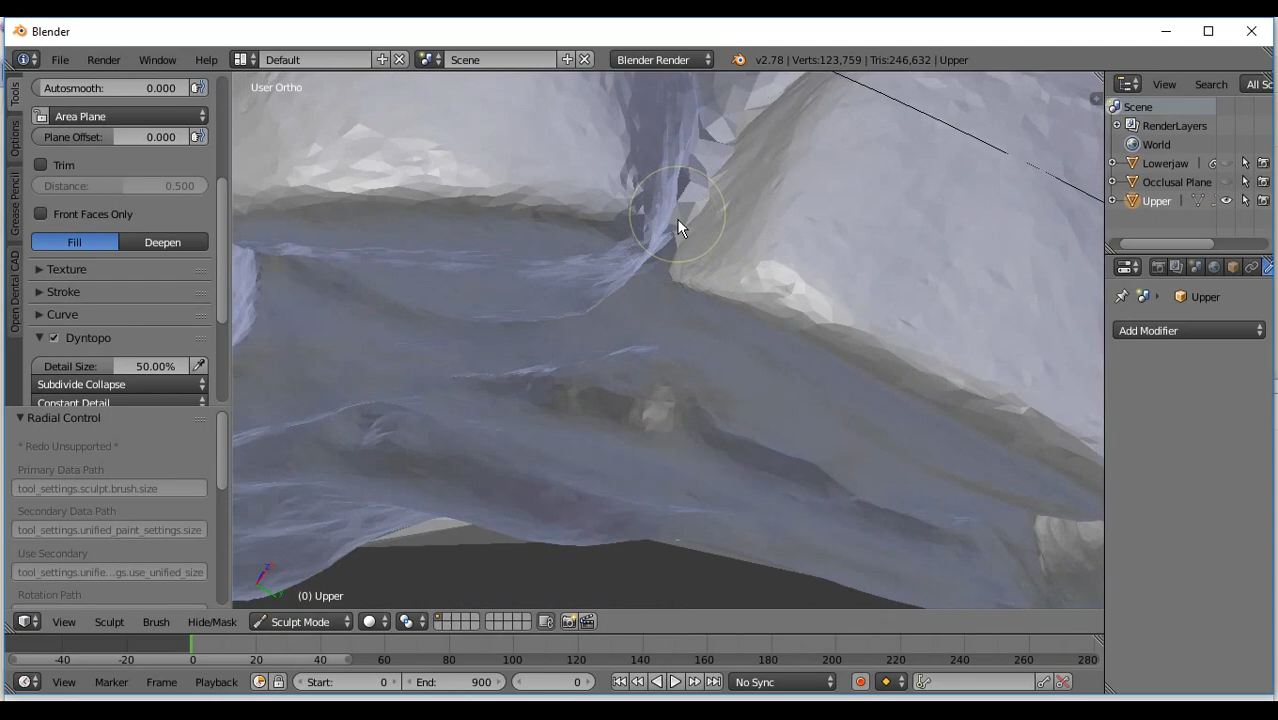 Blender
File Render Window Help Default Scene Blender Render v2.78 | Verts:123,759 | Tris:246,632 | Upper
Autosmooth: 0.000
Area Plane
Plane Offset: 0.000
Trim
Distance: 0.500
Front Faces Only
Fill Deepen
Texture
Stroke
Curve
Dyntopo
Detail Size: 50.00%
Subdivide Collapse
Constant Detail
Radial Control
* Redo Unsupported *
Primary Data Path
tool_settings.sculpt.brush.size
Secondary Data Path
tool_settings.unified_paint_settings.size
Use Secondary
tool_settings.unifie...gs.use_unified_size
Rotation Path
Tools
Options
Grease Pencil
Open Dental CAD
User Ortho
z
(0) Upper
View Search All Sc
Scene
RenderLayers
World
Lowerjaw
Occlusal Plane
Upper
Upper
Add Modifier
View Sculpt Brush Hide/Mask Sculpt Mode
-40 -20 0 20 40 60 80 100 120 140 160 180 200 220 240 260 280
View Marker Frame Playback Start: 0 End: 900 0 No Sync